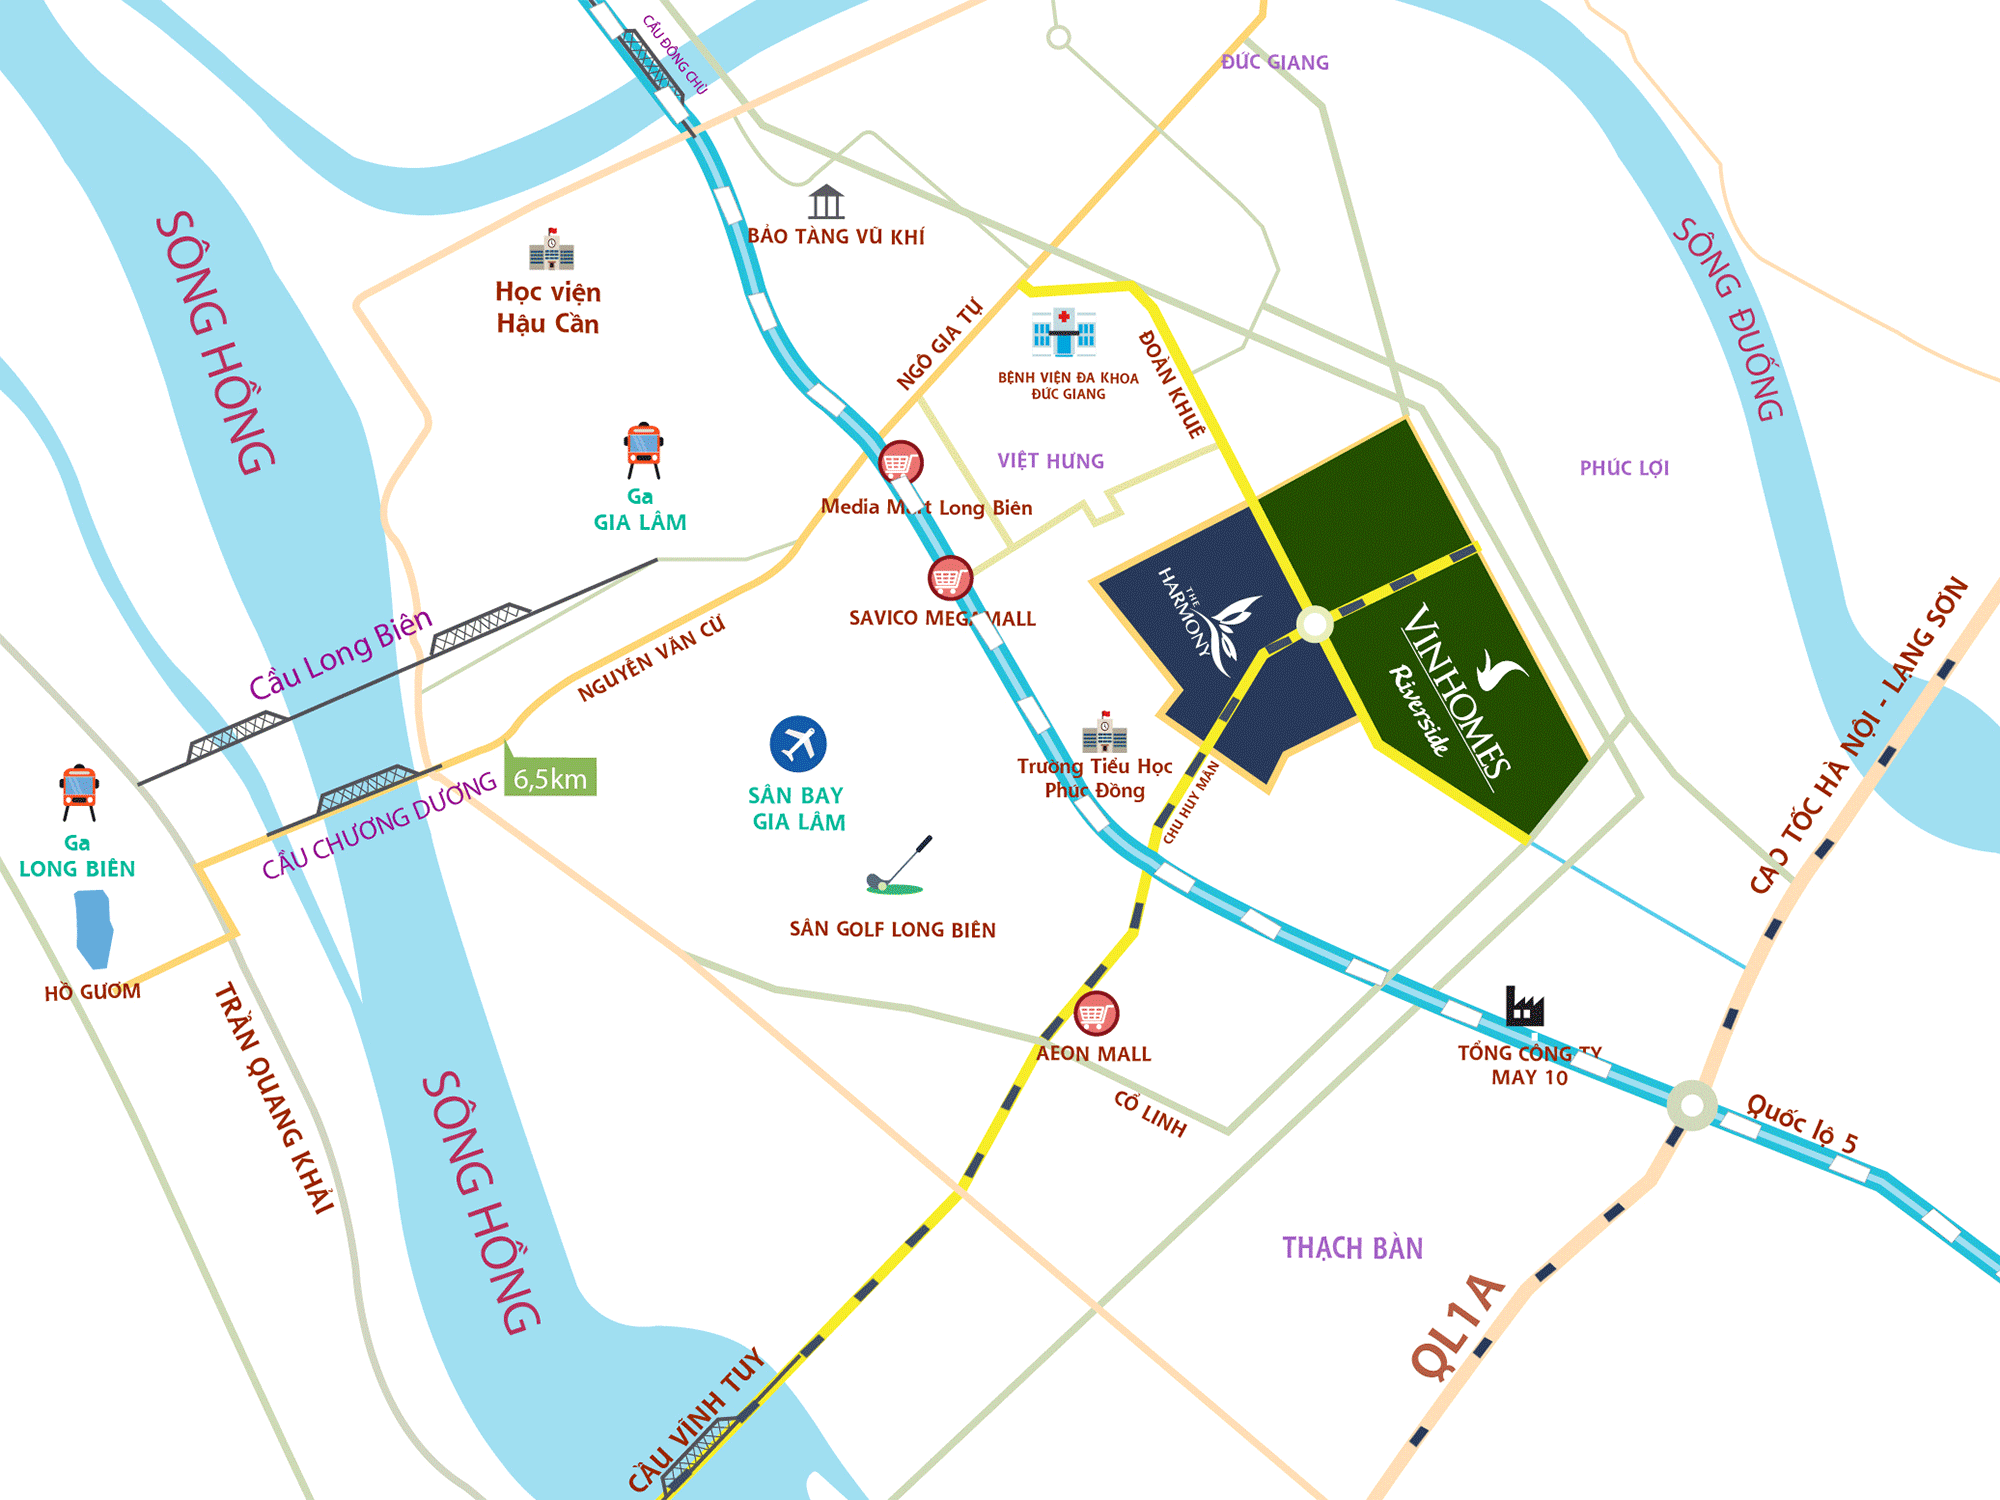 CẦU ĐÔNG CHÙ
ĐỨC GIANG
SÔNG HỒNG
BẢO TÀNG VŨ KHÍ
SÔNG ĐUỐNG
Học viện
Hậu Cần
NGÔ GIA TỰ
ĐOÀN KHUÊ
BỆNH VIỆN ĐA KHOA
ĐỨC GIANG
VIỆT HƯNG
PHÚC LỢI
Ga
GIA LÂM
Media Mart Long Biên
SAVICO MEGAMALL
THE
HARMONY
VINHOMES
Riverside
Cầu Long Biên
NGUYỄN VĂN CỪ
CAO TỐC HÀ NỘI - LẠNG SƠN
6,5km
CẦU CHƯƠNG DƯƠNG
SÂN BAY
GIA LÂM
Trường Tiểu Học
Phúc Đồng
CHU HUY MÂN
Ga
LONG BIÊN
SÂN GOLF LONG BIÊN
HỒ GƯƠM
TRẦN QUANG KHẢI
AEON MALL
CỔ LINH
TỔNG CÔNG TY
MAY 10
Quốc lộ 5
SÔNG HỒNG
THẠCH BÀN
QL1A
CẦU VĨNH TUY